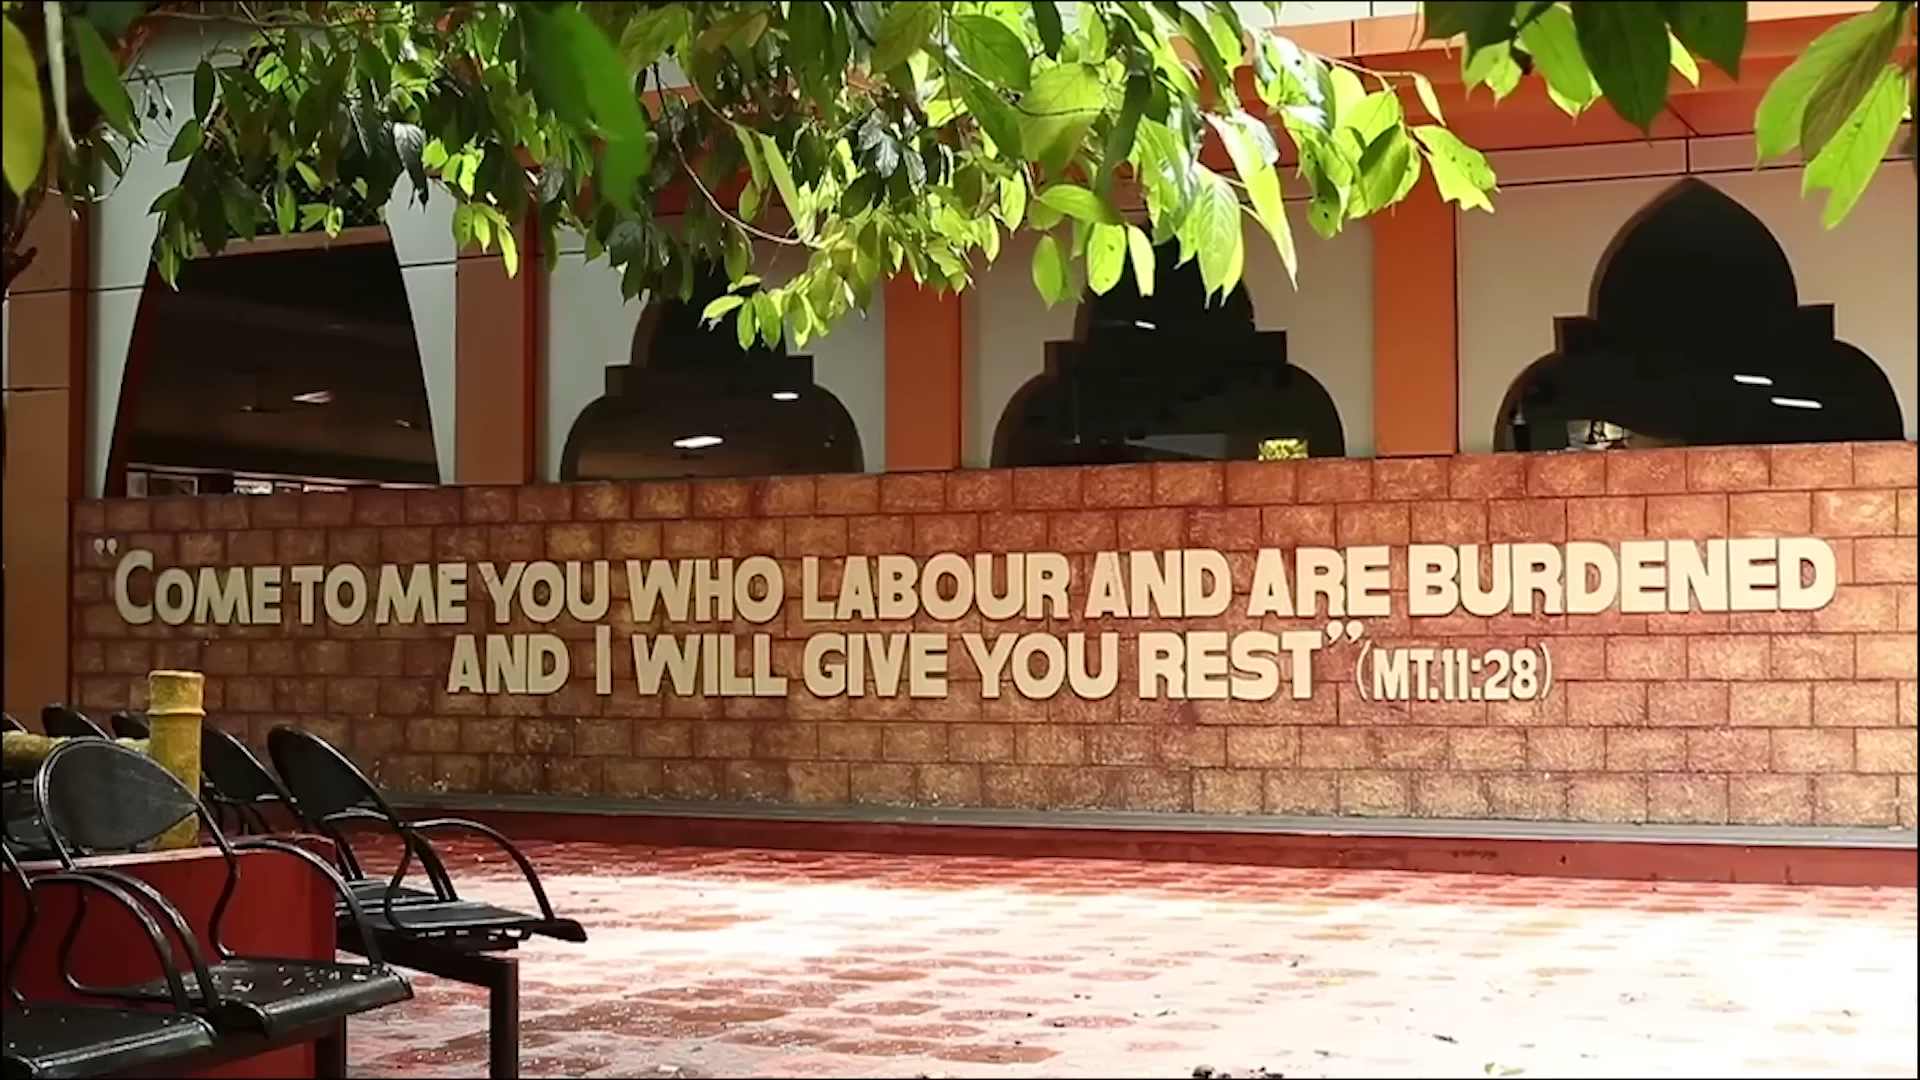 "COME TO ME YOU WHO LABOUR AND ARE BURDENED
AND I WILL GIVE YOU REST" (MT.11:28)